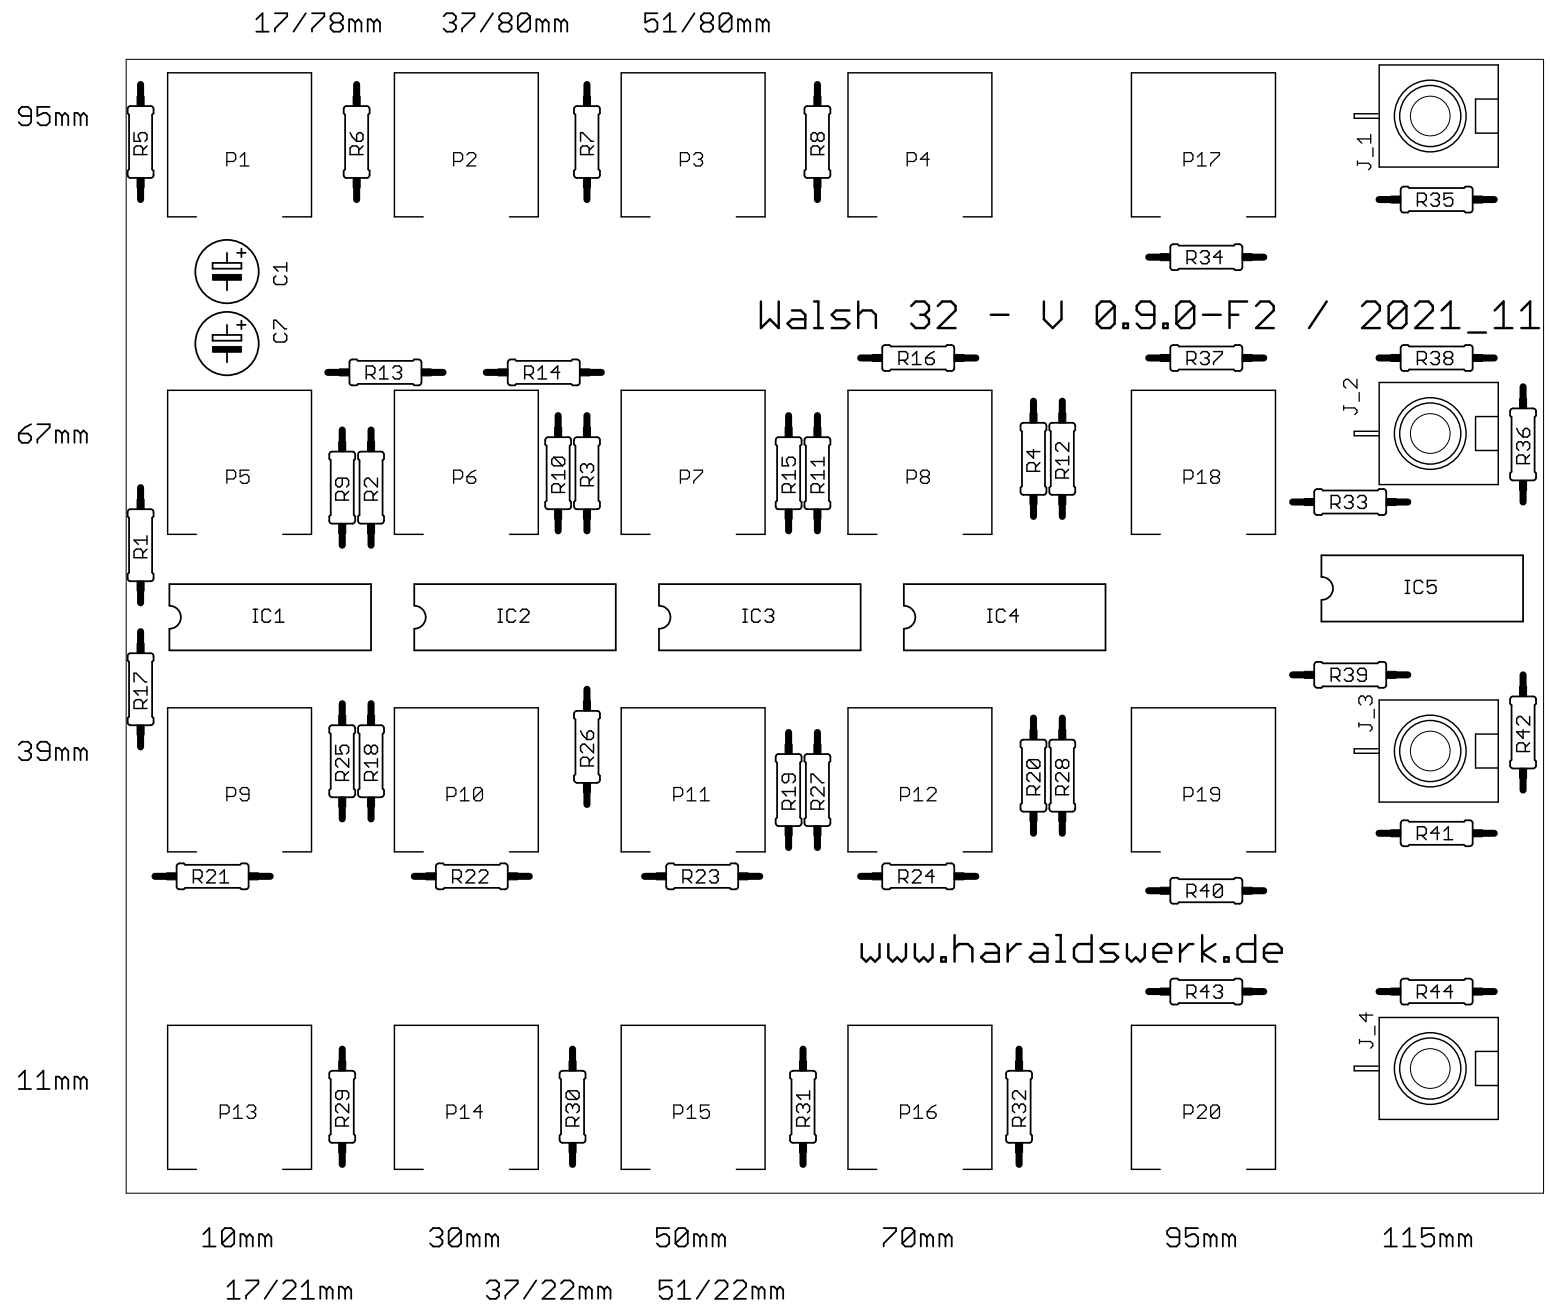 17/78mm 37/80mm 51/80mm
95mm R5 P1 R6 P2 R7 P3 R8 P4 P17 J_1
R35
R34
C1
C7
Walsh 32 - V 0.9.0-F2 / 2021_11
R13 R14 R16 R37 R38
67mm P5 R9 R2 P6 R10 R3 P7 R15 R11 P8 R4 R12 P18 J_2 R36
R33
R1
IC1 IC2 IC3 IC4 IC5
R17
R39
39mm P9 R25 R18 P10 R26 P11 R19 R27 P12 R20 R28 P19 J_3 R42
R41
R21 R22 R23 R24 R40
www.haraldswerk.de
R43 R44
11mm P13 R29 P14 R30 P15 R31 P16 R32 P20 J_4
10mm 30mm 50mm 70mm 95mm 115mm
17/21mm 37/22mm 51/22mm